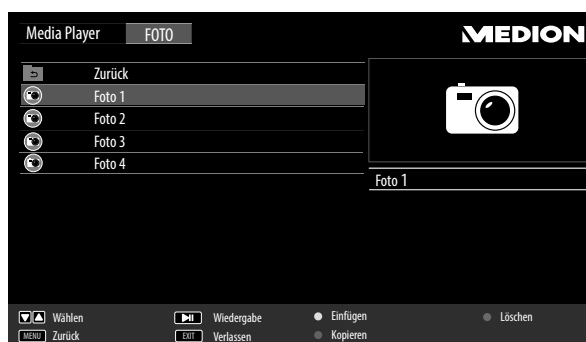 Media Player FOTO MEDION
Zurück
Foto 1
Foto 2
Foto 3
Foto 4
Foto 1
Wählen Wiedergabe Einfügen Löschen
MENU Zurück EXIT Verlassen Kopieren